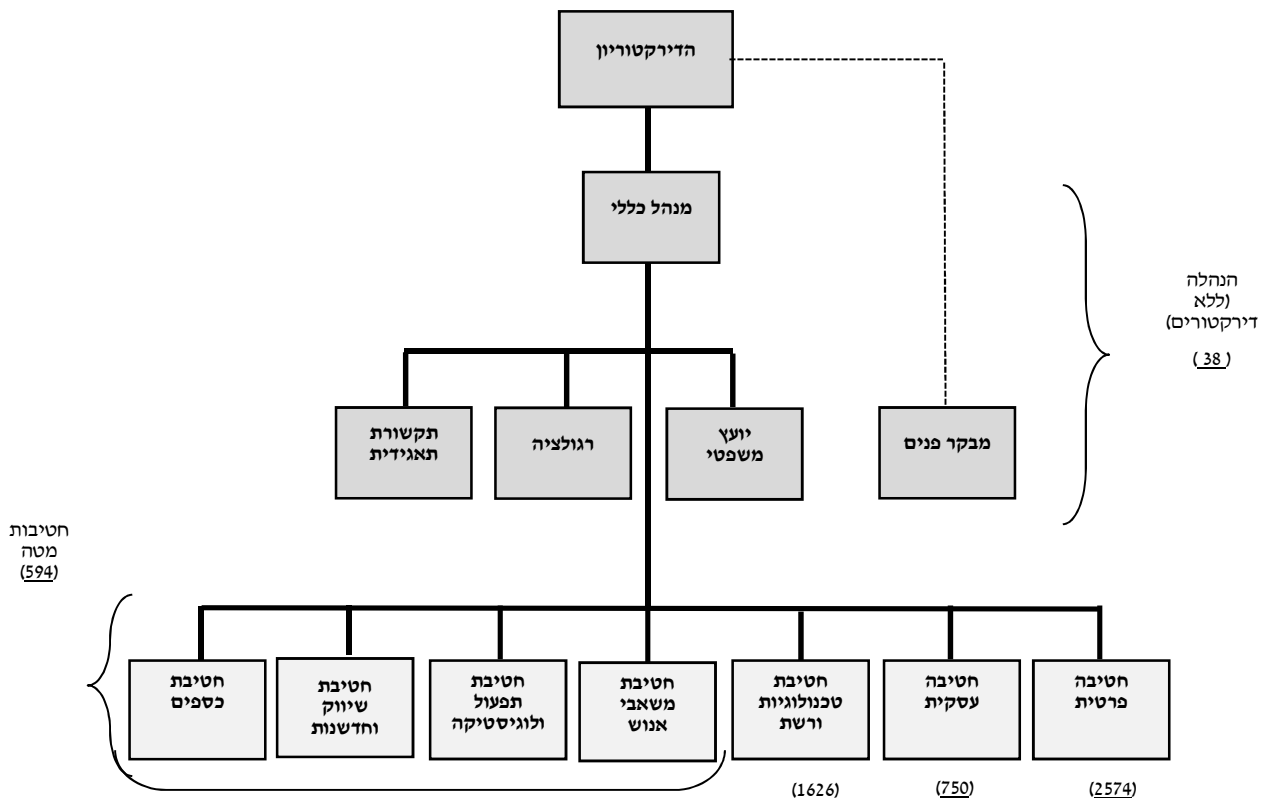 הדירקטוריון
מנהל כללי
הנהלה
(ללא
דירקטורים)
(38)
מבקר פנים
יועץ
משפטי
רגולציה
תקשורת
תאגידית
חטיבות
מטה
(594)
חטיבה
פרטית
חטיבה
עסקית
חטיבת
טכנולוגיות
ורשת
חטיבת
משאבי
אנוש
חטיבת
תפעול
ולוגיסטיקה
חטיבת
שיווק
וחדשנות
חטיבת
כספים
(2574)
(750)
(1626)